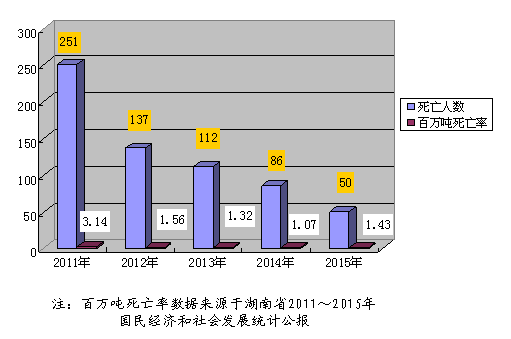 300
250
200
150
100
50
0
251
137
112
86
50
3.14
1.56
1.32
1.07
1.43
2011年
2012年
2013年
2014年
2015年
死亡人数
百万吨死亡率
注：百万吨死亡率数据来源于湖南省2011～2015年
国民经济和社会发展统计公报